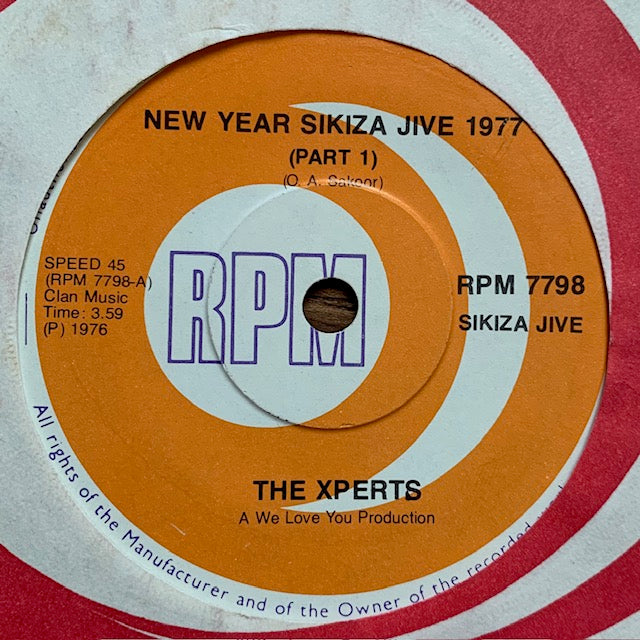 NEW YEAR SIKIZA JIVE 1977
(PART 1)
(O. A. Sakoor)
SPEED 45
(RPM 7798-A)
Clan Music
Time: 3.59
(P) 1976
RPM
RPM 7798
SIKIZA JIVE
THE XPERTS
A We Love You Production
All rights of the Manufacturer and of the Owner of the recorded